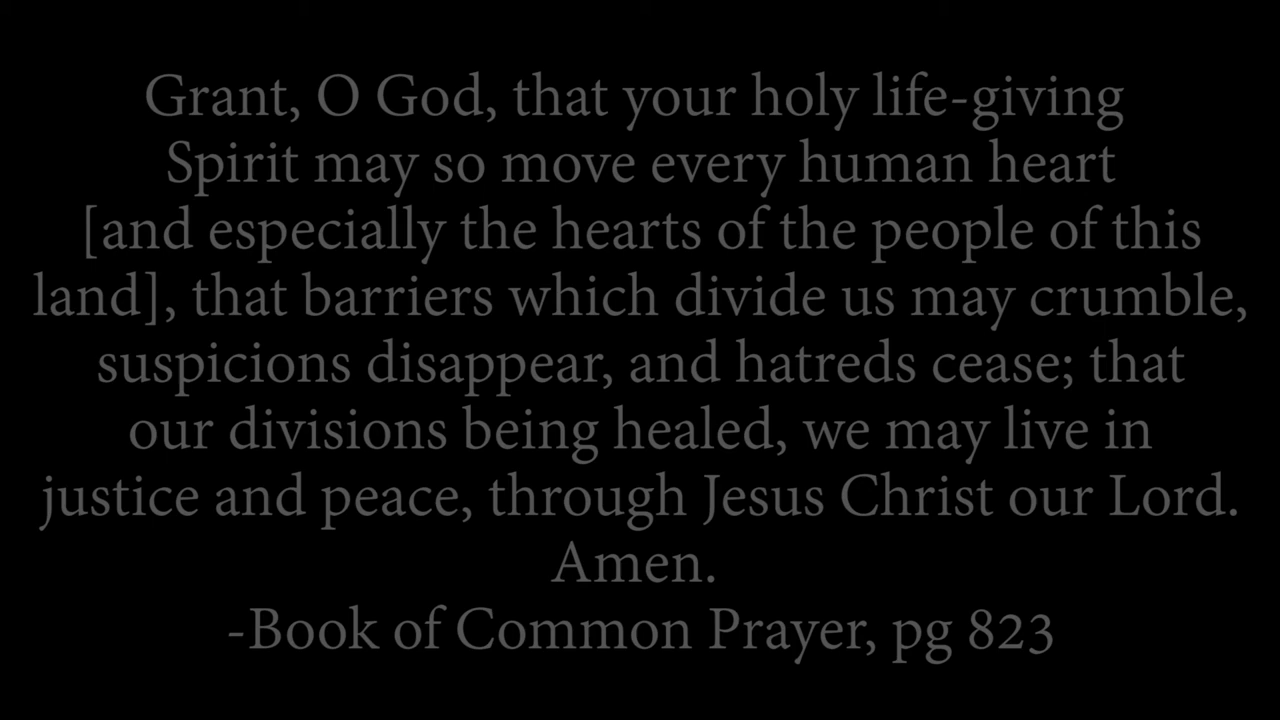 Grant, O God, that your holy life-giving
Spirit may so move every human heart
[and especially the hearts of the people of this
land], that barriers which divide us may crumble,
suspicions disappear, and hatreds cease; that
our divisions being healed, we may live in
justice and peace, through Jesus Christ our Lord.
Amen.
-Book of Common Prayer, pg 823